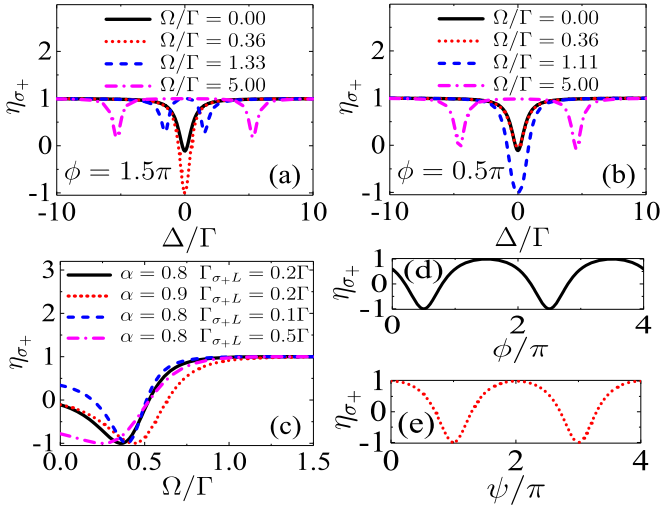 3
2
1
0
-1
η_{σ+}
Ω/Γ = 0.00
Ω/Γ = 0.36
Ω/Γ = 1.33
Ω/Γ = 5.00
ϕ = 1.5π
(a)
-10
0
10
Δ/Γ
2
1
0
-1
η_{σ+}
Ω/Γ = 0.00
Ω/Γ = 0.36
Ω/Γ = 1.11
Ω/Γ = 5.00
ϕ = 0.5π
(b)
-10
0
10
Δ/Γ
3
2
1
0
-1
η_{σ+}
α = 0.8 Γ_{σ+L} = 0.2Γ
α = 0.9 Γ_{σ+L} = 0.2Γ
α = 0.8 Γ_{σ+L} = 0.1Γ
α = 0.8 Γ_{σ+L} = 0.5Γ
(c)
0.0
0.5
1.0
1.5
Ω/Γ
1
0
-1
η_{σ+}
(d)
0
2
4
ϕ/π
1
0
-1
η_{σ+}
(e)
0
2
4
ψ/π